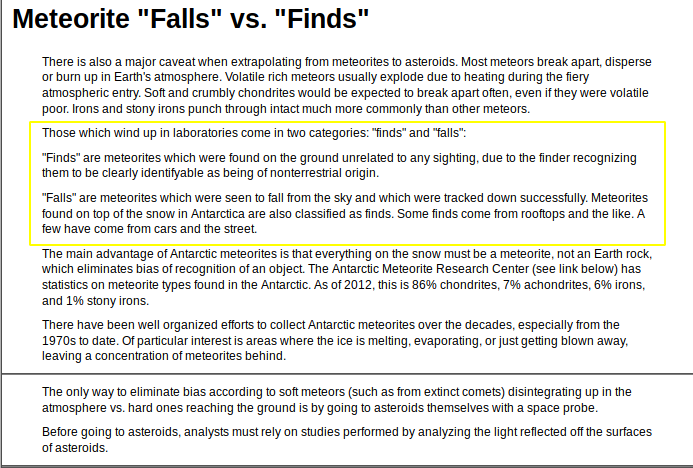 Meteorite "Falls" vs. "Finds"
There is also a major caveat when extrapolating from meteorites to asteroids. Most meteors break apart, disperse
or burn up in Earth's atmosphere. Volatile rich meteors usually explode due to heating during the fiery
atmospheric entry. Soft and crumbly chondrites would be expected to break apart often, even if they were volatile
poor. Irons and stony irons punch through intact much more commonly than other meteors.
Those which wind up in laboratories come in two categories: "finds" and "falls":
"Finds" are meteorites which were found on the ground unrelated to any sighting, due to the finder recognizing
them to be clearly identifyable as being of nonterrestrial origin.
"Falls" are meteorites which were seen to fall from the sky and which were tracked down successfully. Meteorites
found on top of the snow in Antarctica are also classified as finds. Some finds come from rooftops and the like. A
few have come from cars and the street.
The main advantage of Antarctic meteorites is that everything on the snow must be a meteorite, not an Earth rock,
which eliminates bias of recognition of an object. The Antarctic Meteorite Research Center (see link below) has
statistics on meteorite types found in the Antarctic. As of 2012, this is 86% chondrites, 7% achondrites, 6% irons,
and 1% stony irons.
There have been well organized efforts to collect Antarctic meteorites over the decades, especially from the
1970s to date. Of particular interest is areas where the ice is melting, evaporating, or just getting blown away,
leaving a concentration of meteorites behind.
The only way to eliminate bias according to soft meteors (such as from extinct comets) disintegrating up in the
atmosphere vs. hard ones reaching the ground is by going to asteroids themselves with a space probe.
Before going to asteroids, analysts must rely on studies performed by analyzing the light reflected off the surfaces
of asteroids.